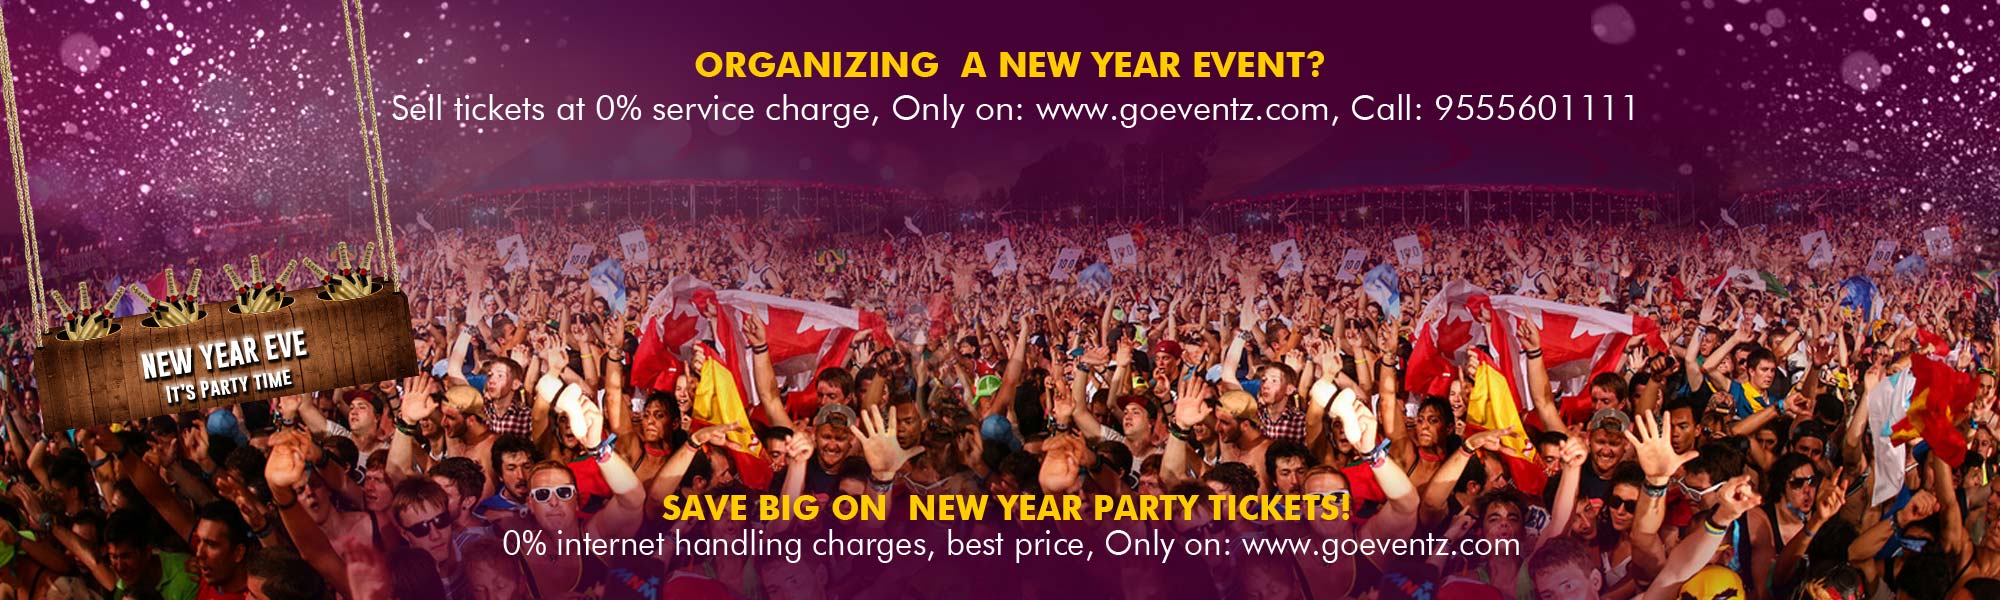 ORGANIZING A NEW YEAR EVENT?
Sell tickets at 0% service charge, Only on: www.goeventz.com, Call: 9555601111
NEW YEAR EVE
IT'S PARTY TIME
SAVE BIG ON NEW YEAR PARTY TICKETS!
0% internet handling charges, best price, Only on: www.goeventz.com